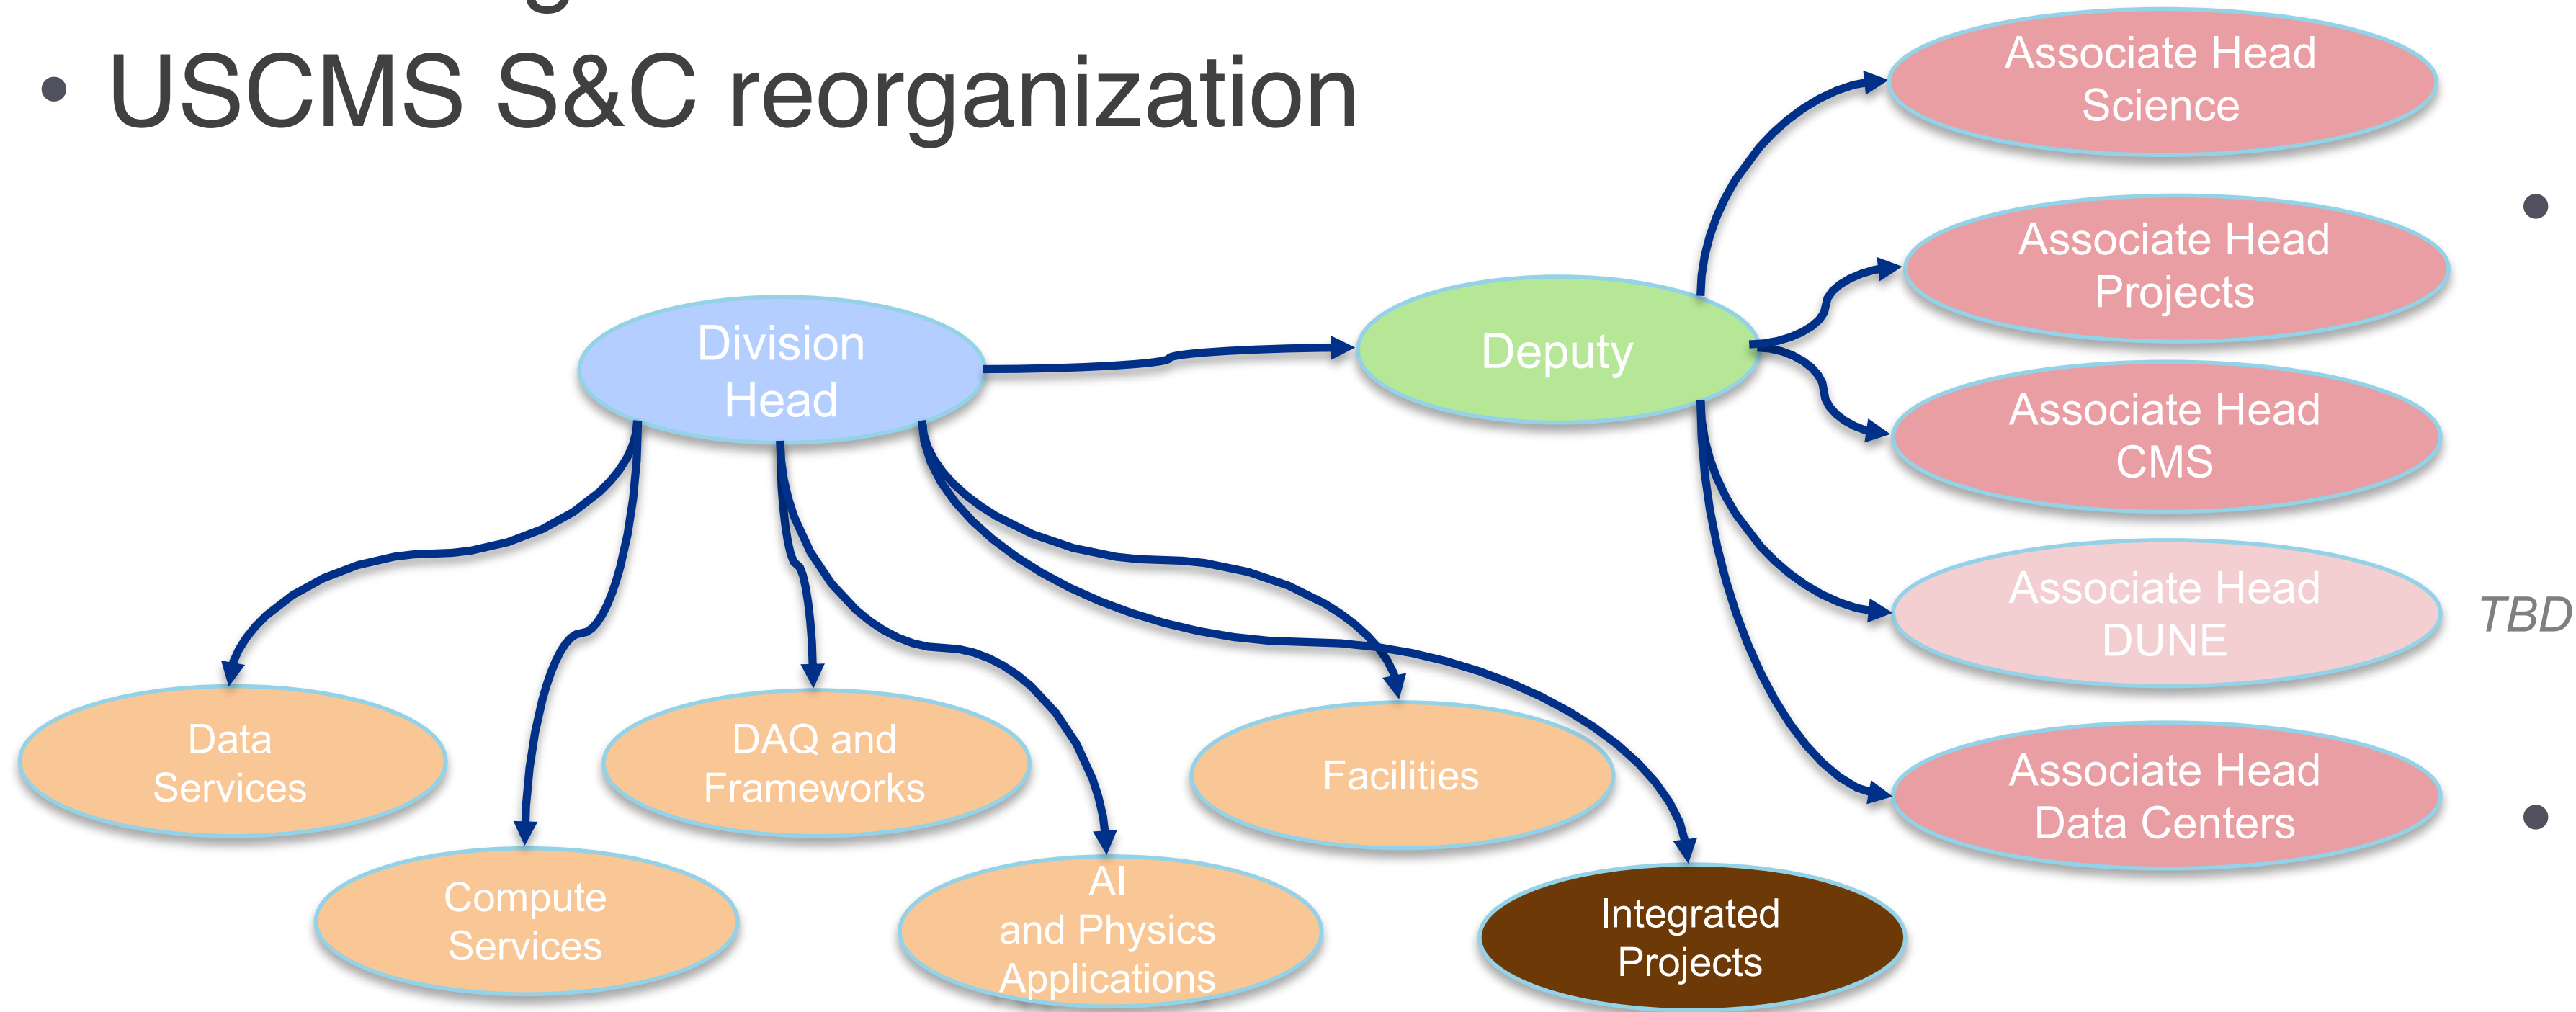 • USCMS S&C reorganization
Associate Head
Science
Associate Head
Projects
Division
Head
Deputy
Associate Head
CMS
Associate Head
DUNE
TBD
Data
Services
DAQ and
Frameworks
Facilities
Associate Head
Data Centers
Compute
Services
AI
and Physics
Applications
Integrated
Projects